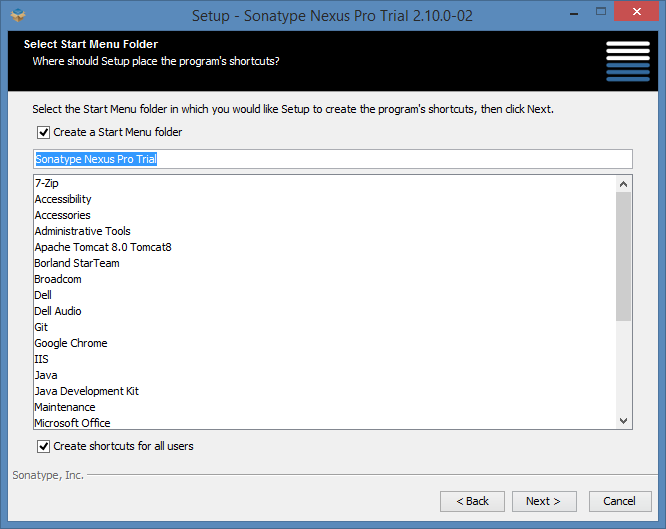 Setup - Sonatype Nexus Pro Trial 2.10.0-02
Select Start Menu Folder
Where should Setup place the program's shortcuts?
Select the Start Menu folder in which you would like Setup to create the program's shortcuts, then click Next.
Create a Start Menu folder
Sonatype Nexus Pro Trial
7-Zip
Accessibility
Accessories
Administrative Tools
Apache Tomcat 8.0 Tomcat8
Borland StarTeam
Broadcom
Dell
Dell Audio
Git
Google Chrome
IIS
Java
Java Development Kit
Maintenance
Microsoft Office
Create shortcuts for all users
Sonatype, Inc.
< Back Next > Cancel